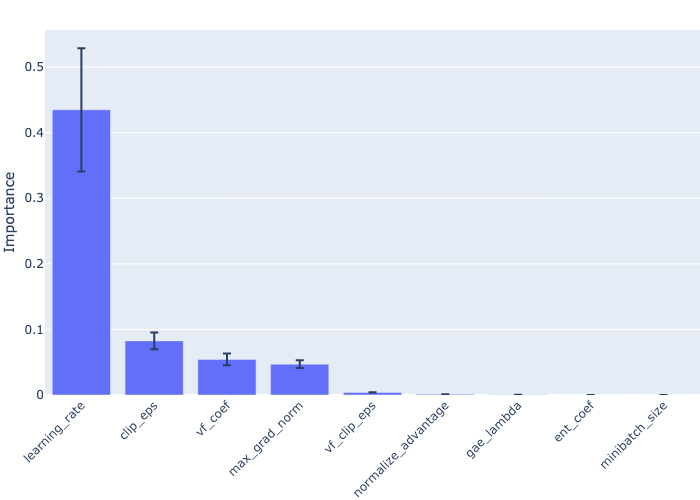 Importance
0.5
0.4
0.3
0.2
0.1
0
learning_rate
clip_eps
vf_coef
max_grad_norm
vf_clip_eps
normalize_advantage
gae_lambda
ent_coef
minibatch_size